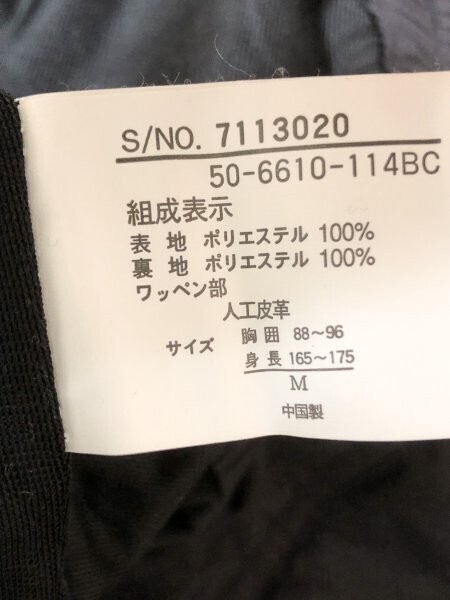 S/NO. 7113020
50-6610-114BC
組成表示
表 地 ポリエステル 100%
裏 地 ポリエステル 100%
ワッペン部
人工皮革
サイズ 胸 囲 88〜96
身 長 165〜175
M
中国製